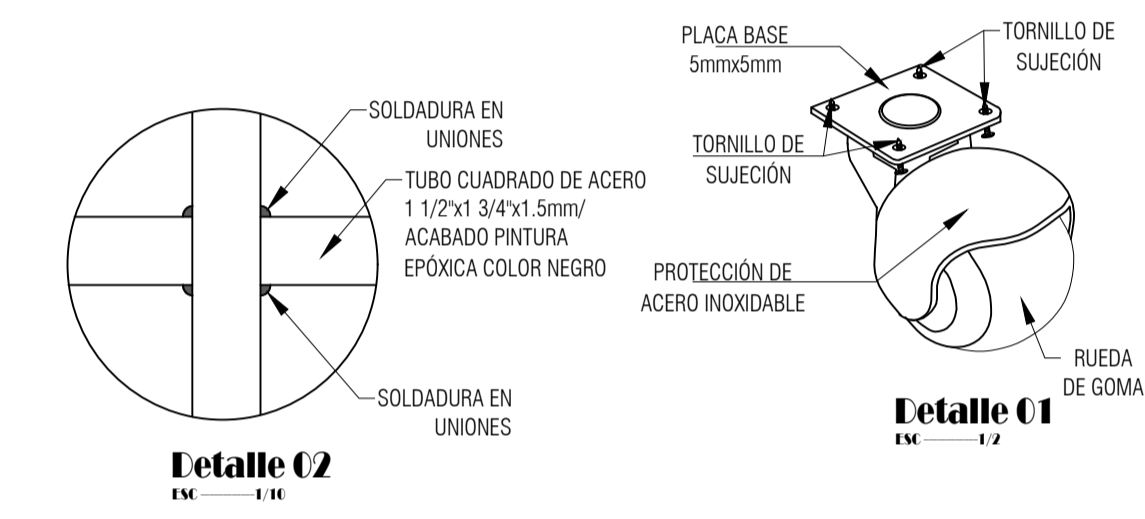 SOLDADURA EN
UNIONES
TUBO CUADRADO DE ACERO
1 1/2"x1 3/4"x1.5mm/
ACABADO PINTURA
EPÓXICA COLOR NEGRO
SOLDADURA EN
UNIONES
Detalle 02
ESC 1/10
PLACA BASE
5mmx5mm
TORNILLO DE
SUJECIÓN
TORNILLO DE
SUJECIÓN
PROTECCIÓN DE
ACERO INOXIDABLE
RUEDA
DE GOMA
Detalle 01
ESC 1/2